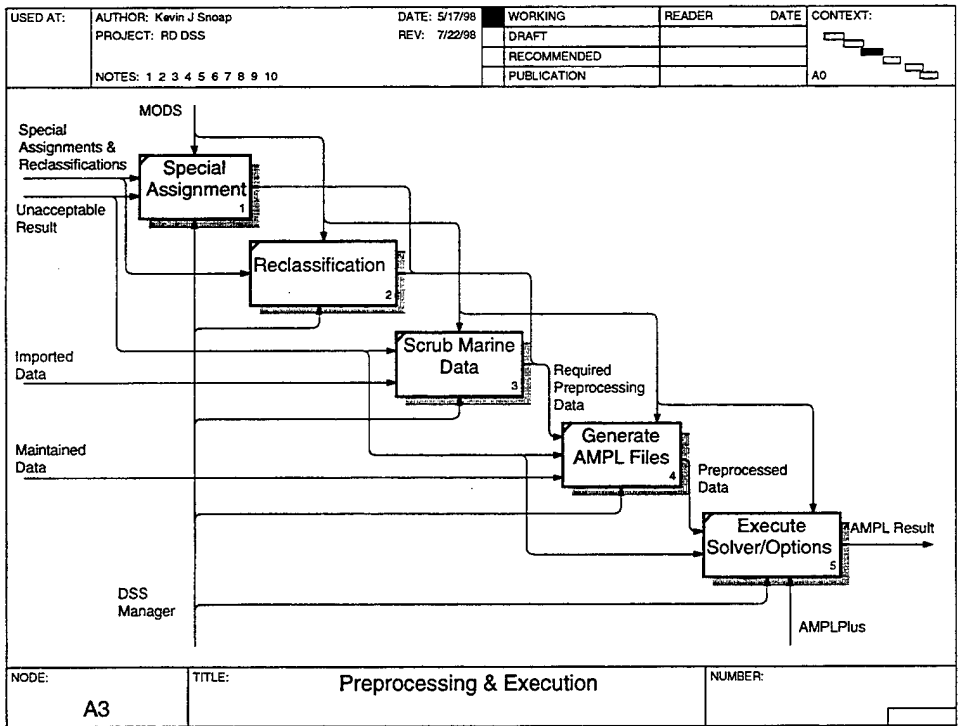 USED AT:
AUTHOR: Kevin J Snoap
DATE: 5/17/98
PROJECT: RD DSS
REV: 7/22/98
NOTES: 1 2 3 4 5 6 7 8 9 10
WORKING
DRAFT
RECOMMENDED
PUBLICATION
READER
DATE
CONTEXT:
A0
MODS
Special
Assignments &
Reclassifications
Unacceptable
Result
Special
Assignment
1
Reclassification
2
Imported
Data
Scrub Marine
Data
3
Required
Preprocessing
Data
Maintained
Data
Generate
AMPL Files
4
Preprocessed
Data
Execute
Solver/Options
5
AMPL Result
DSS
Manager
AMPLPlus
NODE:
A3
TITLE:
Preprocessing & Execution
NUMBER: